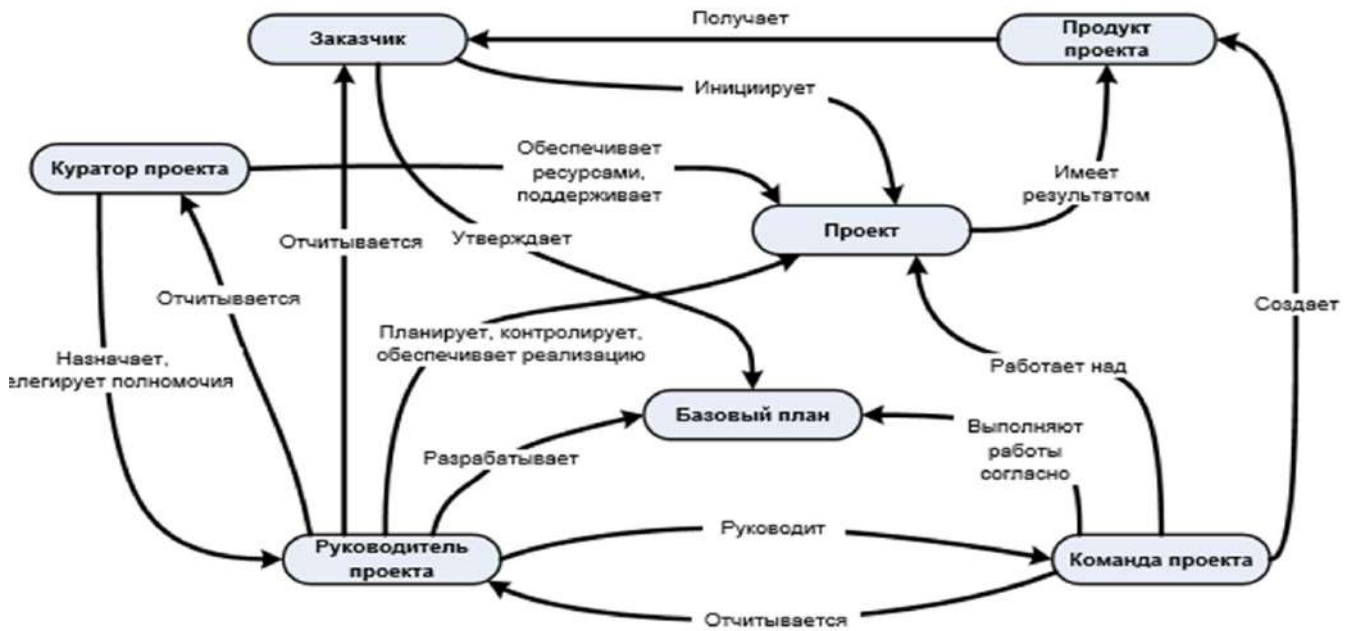 Получает
Заказчик
Продукт
проекта
Инициирует
Куратор проекта
Обеспечивает
ресурсами,
поддерживает
Имеет
результатом
Проект
Отчитывается
Утверждает
Отчитывается
Создает
Планирует, контролирует,
обеспечивает реализацию
Назначает,
елегирует полномочия
Работает над
Базовый план
Выполняют
работы
согласно
Разрабатывает
Руководит
Руководитель
проекта
Команда проекта
Отчитывается